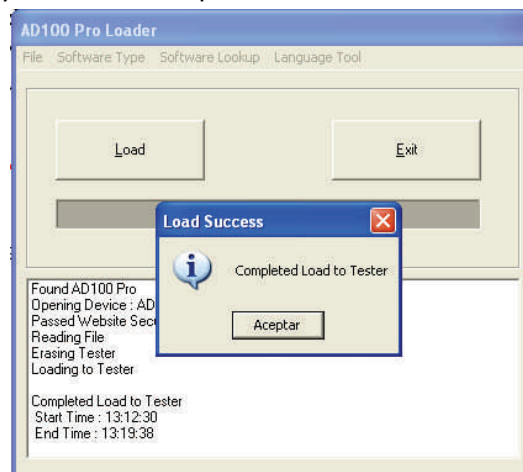 AD100 Pro Loader
File Software Type Software Lookup Language Tool
Load
Exit
Load Success
Completed Load to Tester
Aceptar
Found AD100 Pro
Opening Device : AD
Passed Website
Reading File
Erasing Tester
Loading to Tester
Completed Load to Tester
Start Time : 13:12:30
End Time : 13:19:38